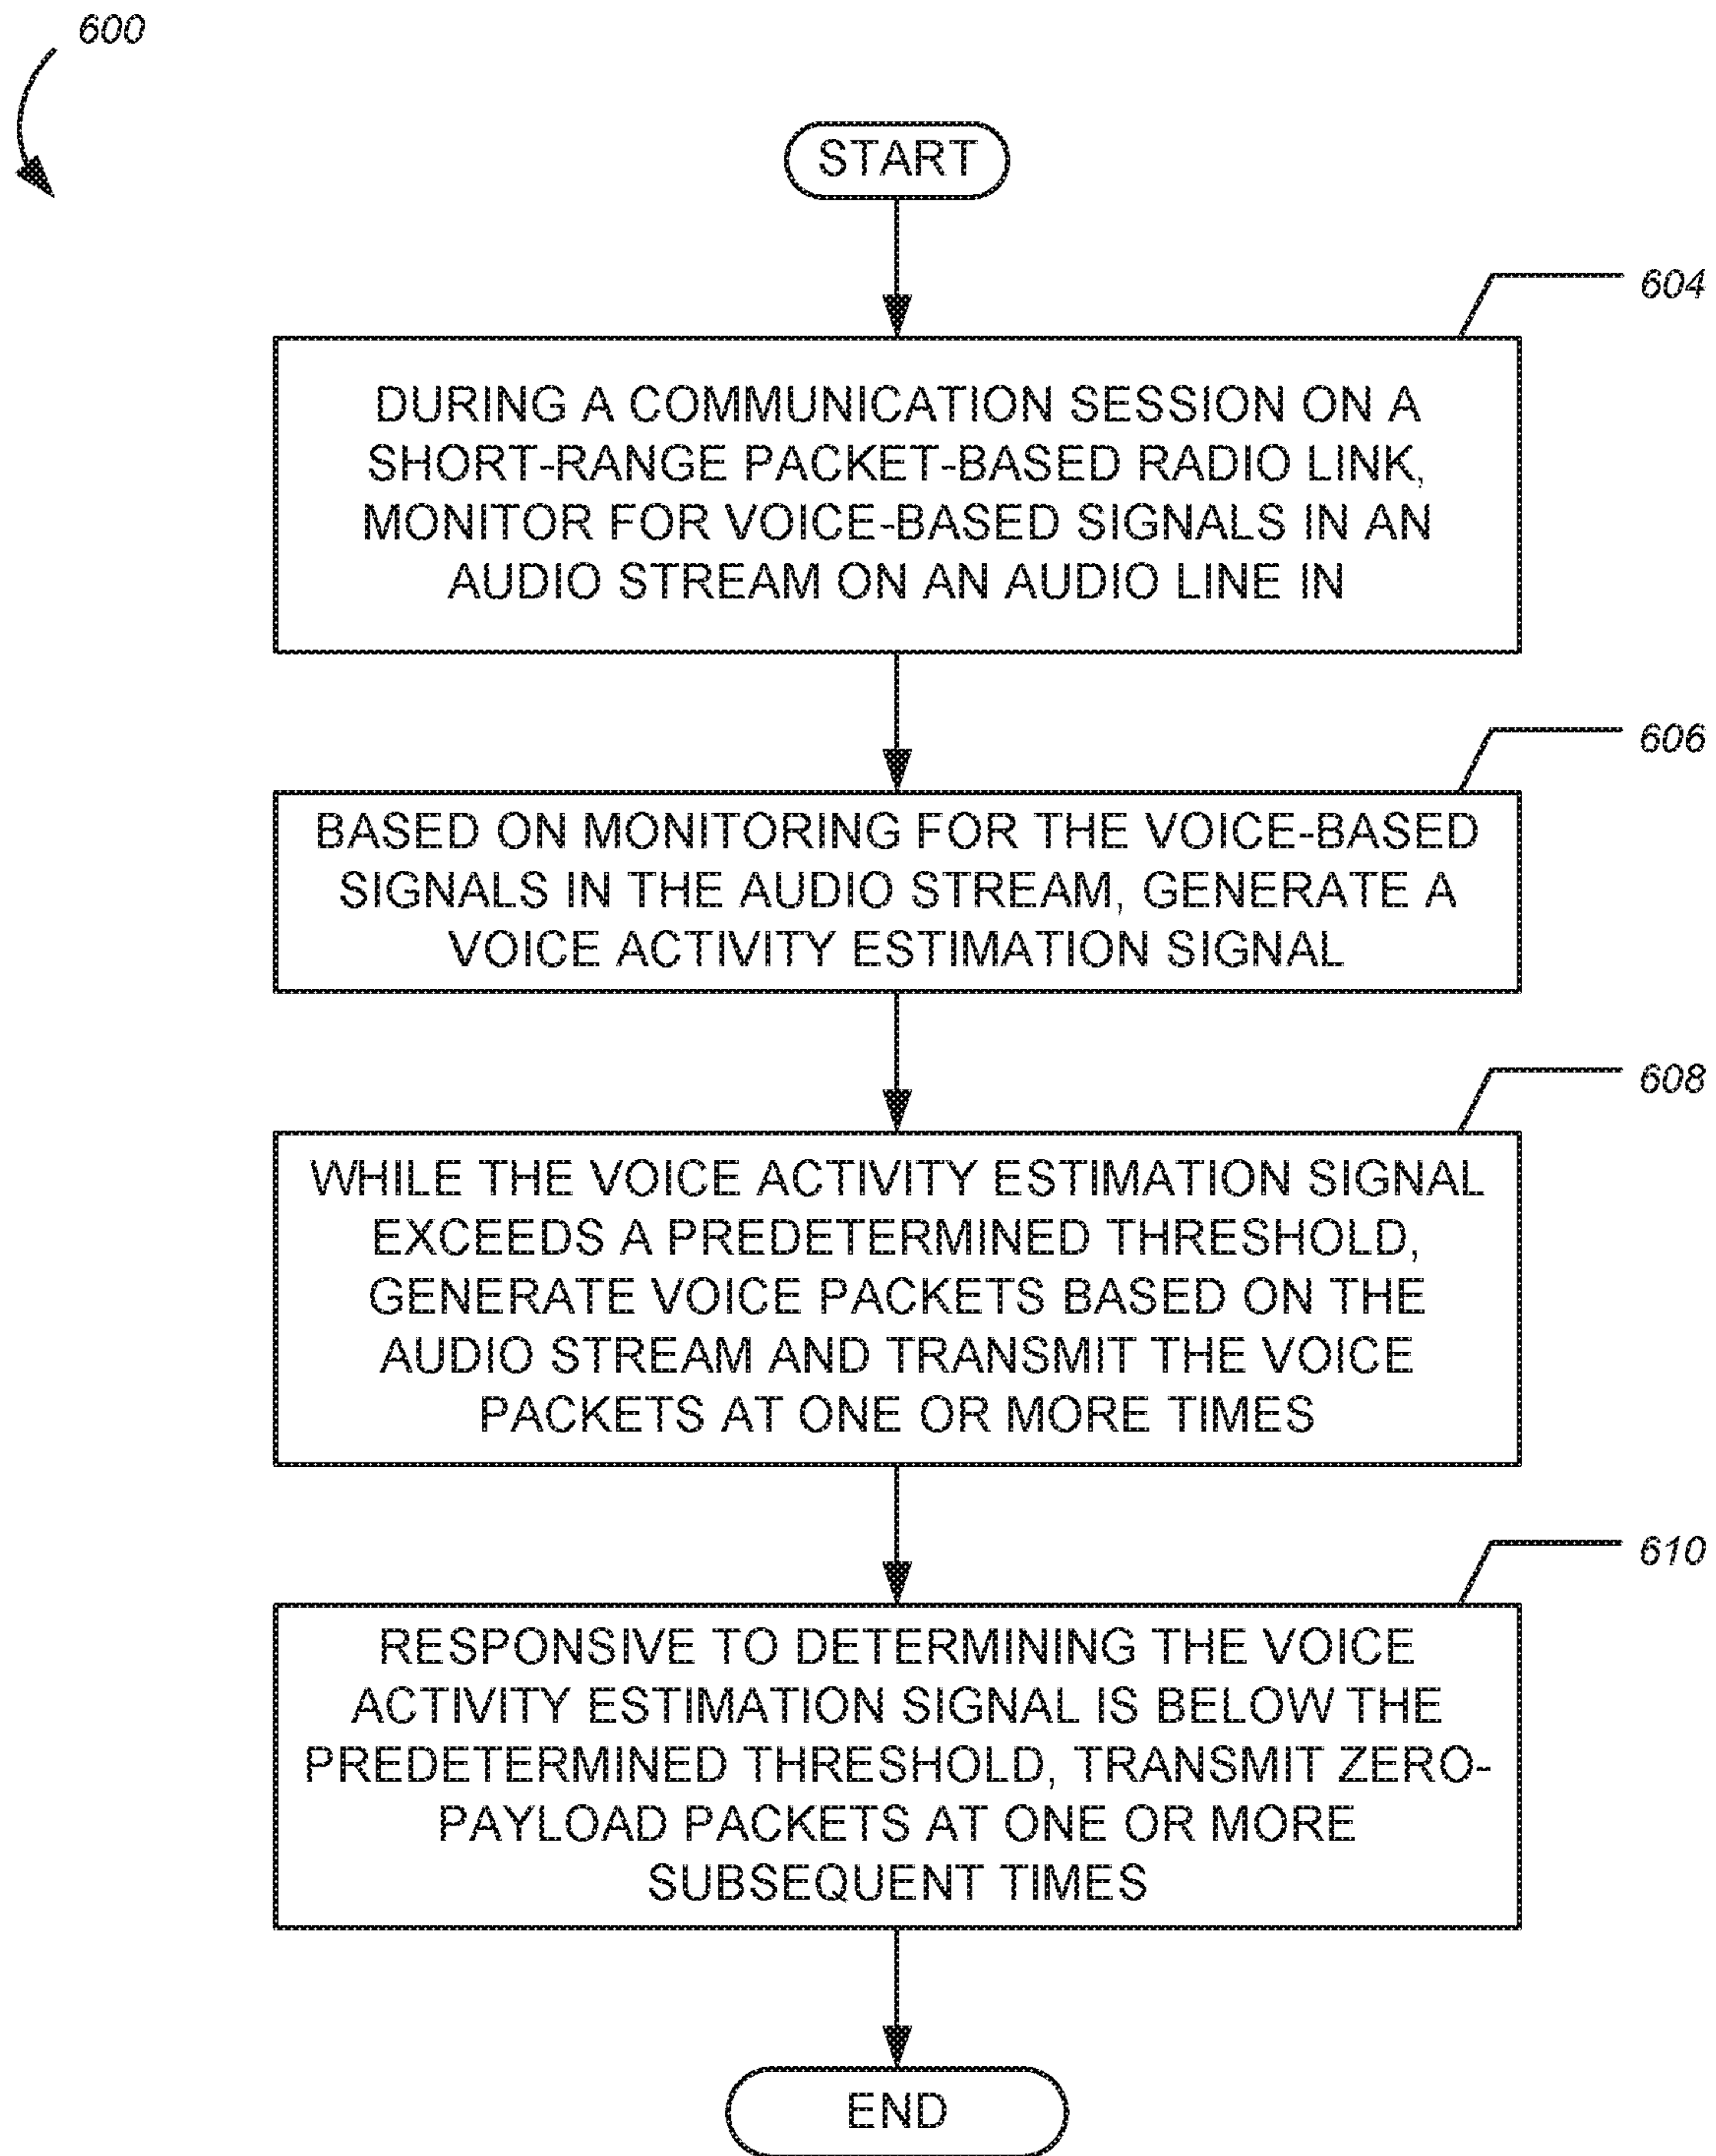 600
START
604
DURING A COMMUNICATION SESSION ON A
SHORT-RANGE PACKET-BASED RADIO LINK,
MONITOR FOR VOICE-BASED SIGNALS IN AN
AUDIO STREAM ON AN AUDIO LINE IN
606
BASED ON MONITORING FOR THE VOICE-BASED
SIGNALS IN THE AUDIO STREAM, GENERATE A
VOICE ACTIVITY ESTIMATION SIGNAL
608
WHILE THE VOICE ACTIVITY ESTIMATION SIGNAL
EXCEEDS A PREDETERMINED THRESHOLD,
GENERATE VOICE PACKETS BASED ON THE
AUDIO STREAM AND TRANSMIT THE VOICE
PACKETS AT ONE OR MORE TIMES
610
RESPONSIVE TO DETERMINING THE VOICE
ACTIVITY ESTIMATION SIGNAL IS BELOW THE
PREDETERMINED THRESHOLD, TRANSMIT ZERO-
PAYLOAD PACKETS AT ONE OR MORE
SUBSEQUENT TIMES
END